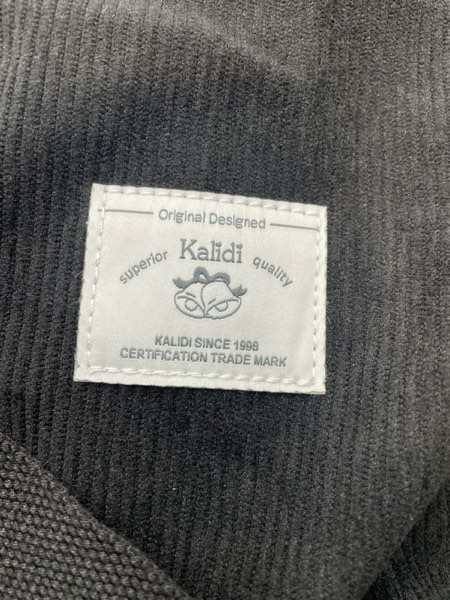 Original Designed
Kalidi
superior quality
KALIDI SINCE 1998
CERTIFICATION TRADE MARK